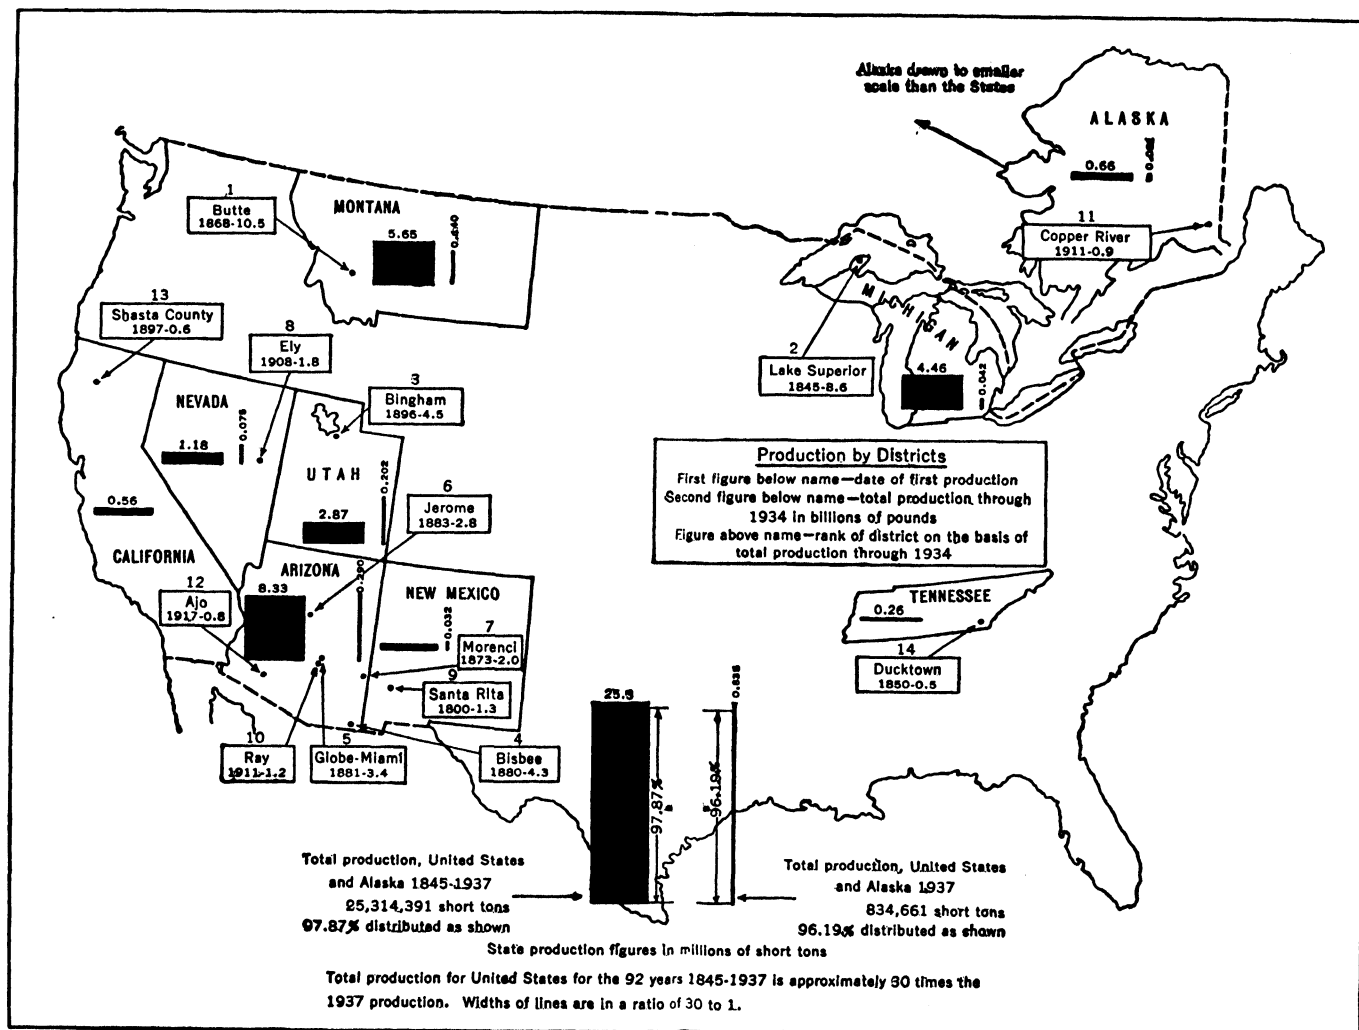 Alaska drawn to smaller
scale than the States
ALASKA
0.66
11
Copper River
1911-0.9
1
Butte
1868-10.5
MONTANA
5.65
13
Shasta County
1897-0.6
8
Ely
1908-1.8
3
Bingham
1896-4.5
2
Lake Superior
1845-8.6
MICHIGAN
4.46
0.042
NEVADA
1.18
0.075
UTAH
2.87
0.202
6
Jerome
1883-2.8
0.56
CALIFORNIA
12
Ajo
1917-0.8
ARIZONA
8.33
0.290
NEW MEXICO
0.032
7
Morenci
1873-2.0
9
Santa Rita
1800-1.3
10
Ray
1911-1.2
5
Globe-Miami
1881-3.4
4
Bisbee
1880-4.3
Production by Districts
First figure below name—date of first production
Second figure below name—total production through
1934 in billions of pounds
Figure above name—rank of district on the basis of
total production through 1934
TENNESSEE
0.26
14
Ducktown
1850-0.5
25.3
97.87%
0.835
96.19%
Total production, United States
and Alaska 1845-1937
25,314,391 short tons
97.87% distributed as shown
Total production, United States
and Alaska 1937
834,661 short tons
96.19% distributed as shown
State production figures in millions of short tons
Total production for United States for the 92 years 1845-1937 is approximately 30 times the
1937 production. Widths of lines are in a ratio of 30 to 1.